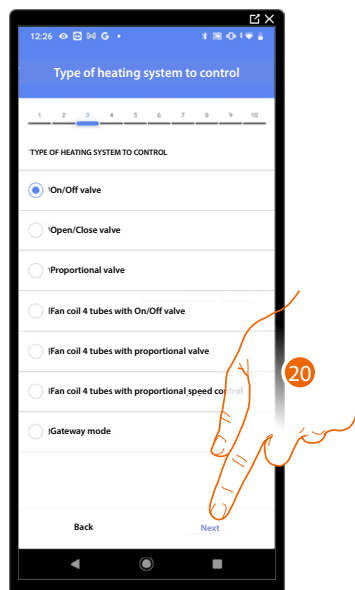 12:26 G
Type of heating system to control
1 2 3 4 5 6 7 8 9 10
TYPE OF HEATING SYSTEM TO CONTROL
On/Off valve
Open/Close valve
Proportional valve
Fan coil 4 tubes with On/Off valve
Fan coil 4 tubes with proportional valve
Fan coil 4 tubes with proportional speed control
Gateway mode
20
Back Next